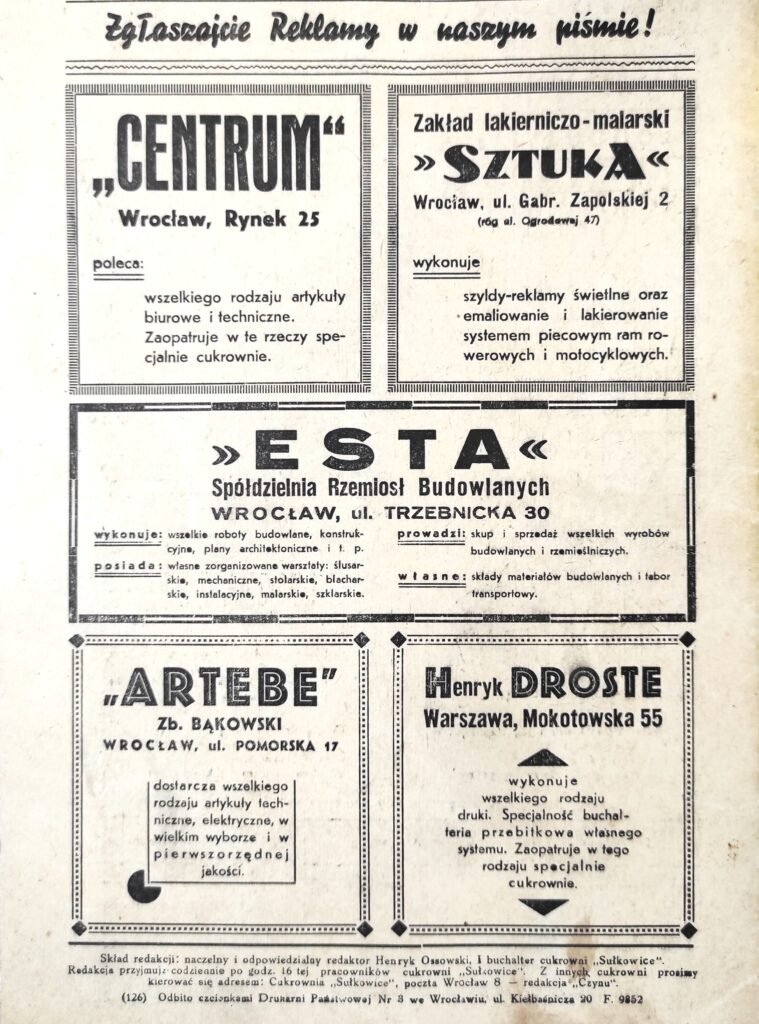 Zgłaszajcie Reklamy w naszym piśmie!
„CENTRUM“
Wrocław, Rynek 25
poleca:
wszelkiego rodzaju artykuły
biurowe i techniczne.
Zaopatruje w te rzeczy spe-
cjalnie cukrownie.
Zakład lakierniczo-malarski
»SZTUKA«
Wrocław, ul. Gabr. Zapolskiej 2
(róg ul. Ogrodowej 47)
wykonuje
szyldy-reklamy świetlne oraz
emaliowanie i lakierowanie
systemem piecowym ram ro-
werowych i motocyklowych.
»ESTA«
Spółdzielnia Rzemiosł Budowlanych
WROCŁAW, ul. TRZEBNICKA 30
wykonuje: wszelkie roboty budowlane, konstruk-
cyjne, plany architektoniczne i t. p.
posiada: własne zorganizowane warsztaty: ślusar-
skie, mechaniczne, stolarskie, blachar-
skie, instalacyjne, malarskie, szklarskie.
prowadzi: skup i sprzedaż wszelkich wyrobów
budowlanych i rzemieślniczych.
własne: składy materiałów budowlanych i tabor
transportowy.
„ARTEBE”
Zb. BĄKOWSKI
WROCŁAW, ul. POMORSKA 17
dostarcza wszelkiego
rodzaju artykuły tech-
niczne, elektryczne, w
wielkim wyborze i w
pierwszorzędnej
jakości.
Henryk DROSTE
Warszawa, Mokotowska 55
wykonuje
wszelkiego rodzaju
druki. Specjalność buchal-
teria przebitkowa własnego
systemu. Zaopatruje w tego
rodzaju specjalnie
cukrownie.
Skład redakcji: naczelny i odpowiedzialny redaktor Henryk Ossowski, I buchalter cukrowni „Sułkowice”.
Redakcja przyjmuje codziennie po godz. 16 tej pracowników cukrowni „Sułkowice”. Z innych cukrowni prosimy
kierować się adresem: Cukrownia „Sułkowice”, poczta Wrocław 8 — redakcja „Czynu”.
(126) Odbito czcionkami Drukarni Państwowej Nr 3 we Wrocławiu, ul. Kiełbaśnicza 20 F. 9852